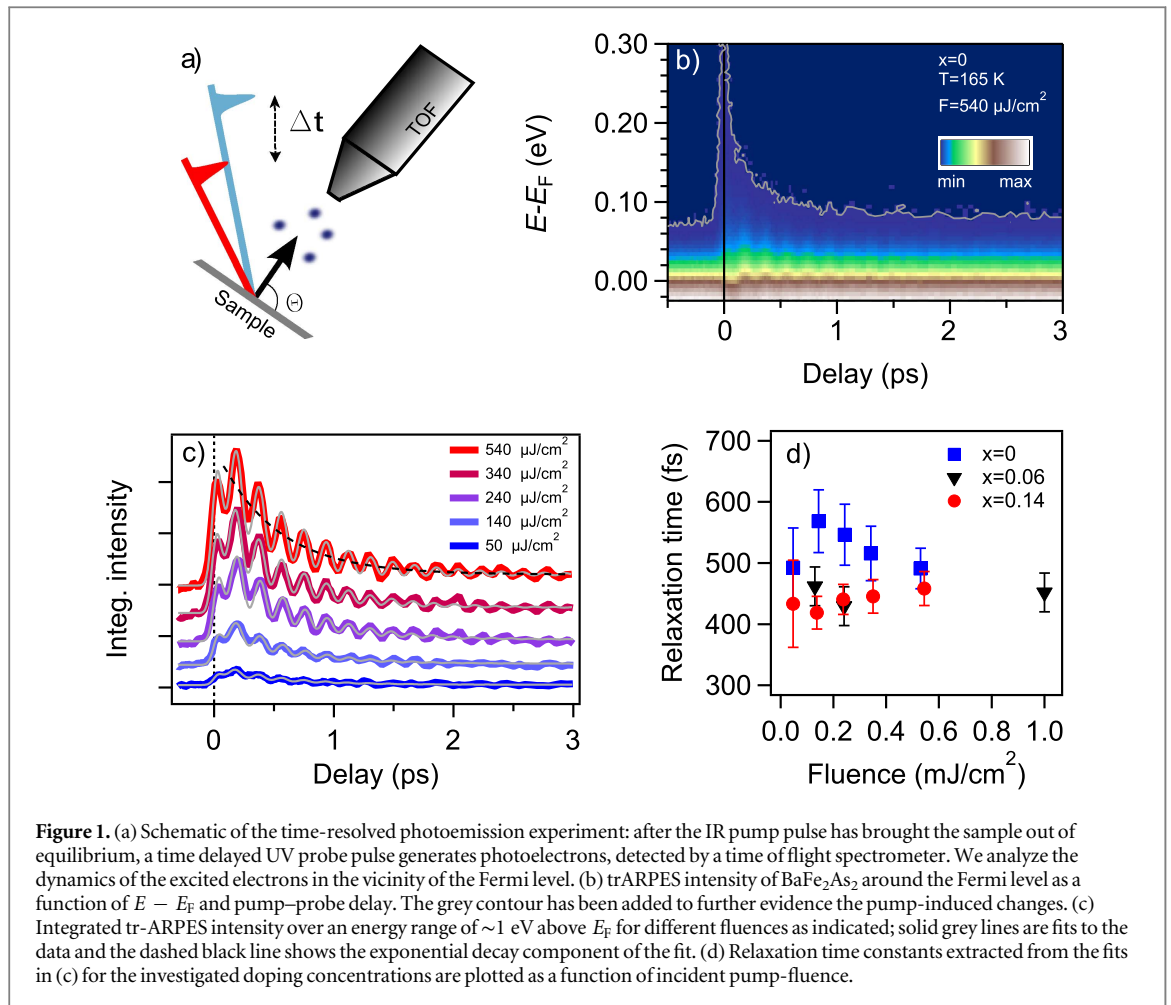 a)
Δt
TOF
Sample
Θ
b)
x=0
T=165 K
F=540 μJ/cm²
min max
E-E_F (eV)
0.30
0.20
0.10
0.00
0 1 2 3
Delay (ps)
c)
540 μJ/cm²
340 μJ/cm²
240 μJ/cm²
140 μJ/cm²
50 μJ/cm²
Integ. intensity
0 1 2 3
Delay (ps)
d)
x=0
x=0.06
x=0.14
Relaxation time (fs)
700
600
500
400
300
0.0 0.2 0.4 0.6 0.8 1.0
Fluence (mJ/cm²)
Figure 1. (a) Schematic of the time-resolved photoemission experiment: after the IR pump pulse has brought the sample out of
equilibrium, a time delayed UV probe pulse generates photoelectrons, detected by a time of flight spectrometer. We analyze the
dynamics of the excited electrons in the vicinity of the Fermi level. (b) trARPES intensity of BaFe₂As₂ around the Fermi level as a
function of E − E_F and pump–probe delay. The grey contour has been added to further evidence the pump-induced changes. (c)
Integrated tr-ARPES intensity over an energy range of ~1 eV above E_F for different fluences as indicated; solid grey lines are fits to the
data and the dashed black line shows the exponential decay component of the fit. (d) Relaxation time constants extracted from the fits
in (c) for the investigated doping concentrations are plotted as a function of incident pump-fluence.